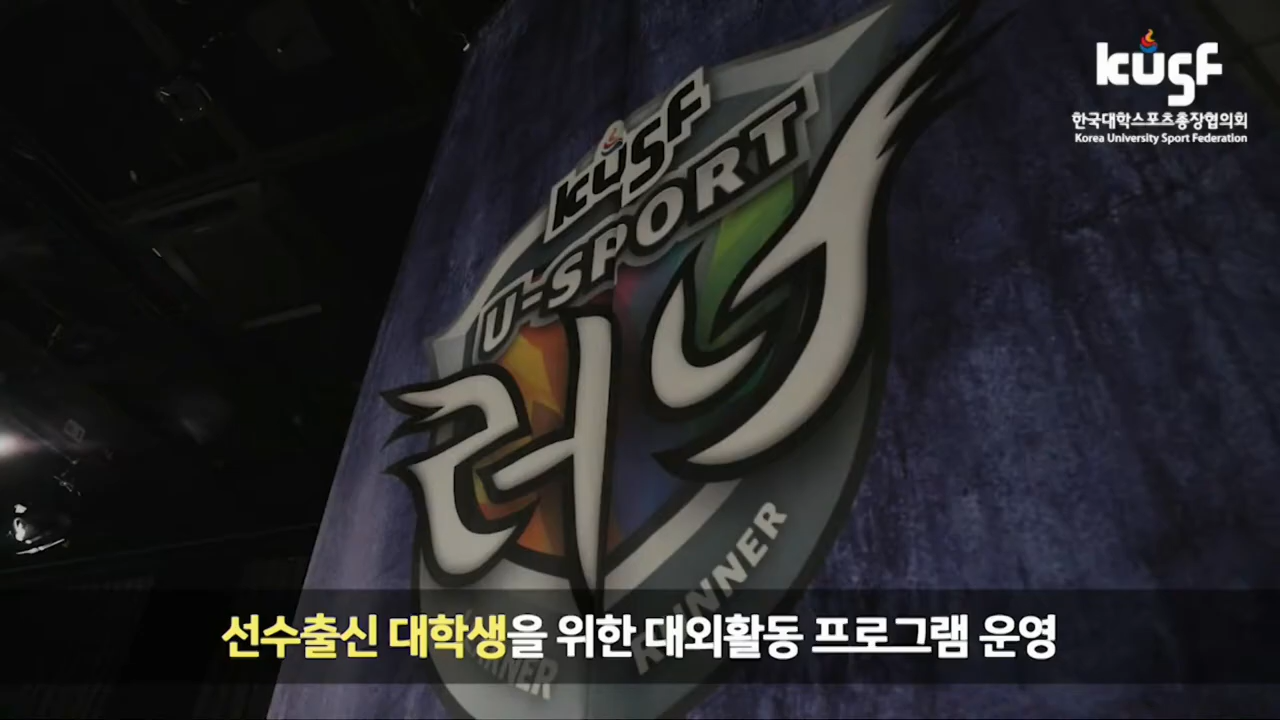 KUSF
한국대학스포츠총장협의회
Korea University Sport Federation
KUSF
U-SPORT
러너
RUNNER
선수출신 대학생을 위한 대외활동 프로그램 운영